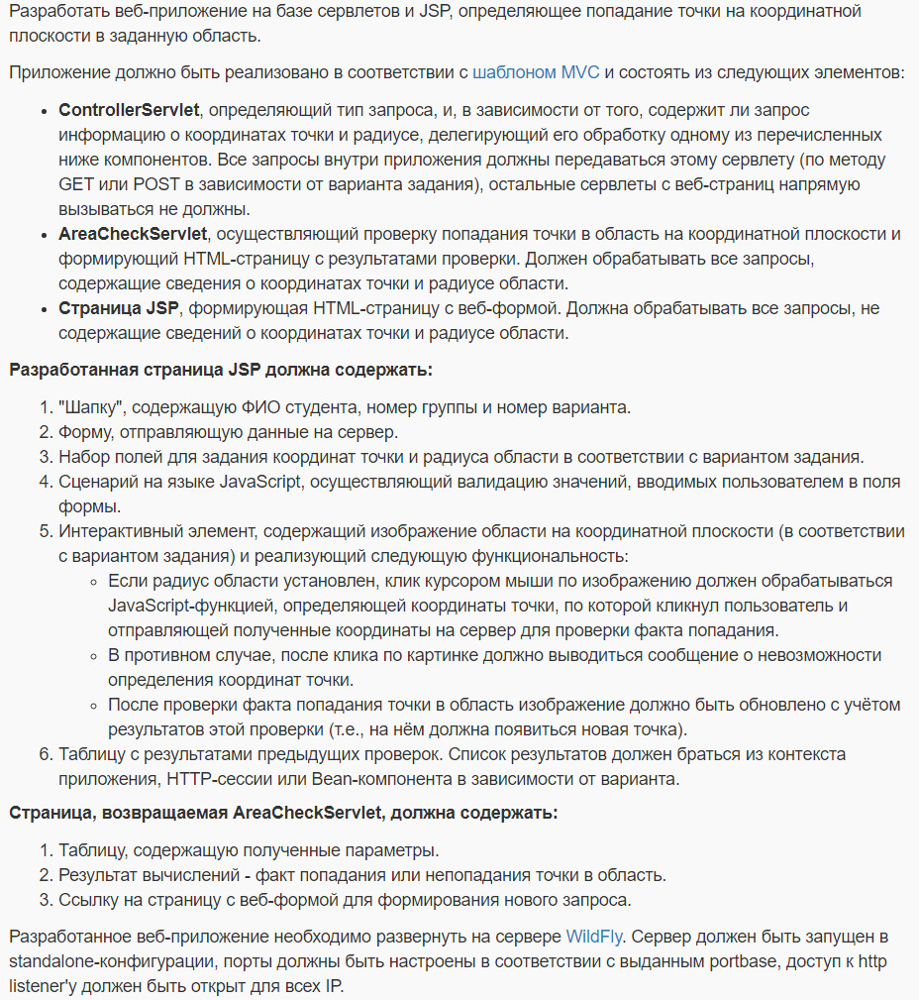 Разработать веб-приложение на базе сервлетов и JSP, определяющее попадание точки на координатной
плоскости в заданную область.
Приложение должно быть реализовано в соответствии с шаблоном MVC и состоять из следующих элементов:
• ControllerServlet, определяющий тип запроса, и, в зависимости от того, содержит ли запрос
информацию о координатах точки и радиусе, делегирующий его обработку одному из перечисленных
ниже компонентов. Все запросы внутри приложения должны передаваться этому сервлету (по методу
GET или POST в зависимости от варианта задания), остальные сервлеты с веб-страниц напрямую
вызываться не должны.
• AreaCheckServlet, осуществляющий проверку попадания точки в область на координатной плоскости и
формирующий HTML-страницу с результатами проверки. Должен обрабатывать все запросы,
содержащие сведения о координатах точки и радиусе области.
• Страница JSP, формирующая HTML-страницу с веб-формой. Должна обрабатывать все запросы, не
содержащие сведений о координатах точки и радиусе области.
Разработанная страница JSP должна содержать:
1. "Шапку", содержащую ФИО студента, номер группы и номер варианта.
2. Форму, отправляющую данные на сервер.
3. Набор полей для задания координат точки и радиуса области в соответствии с вариантом задания.
4. Сценарий на языке JavaScript, осуществляющий валидацию значений, вводимых пользователем в поля
формы.
5. Интерактивный элемент, содержащий изображение области на координатной плоскости (в соответствии
с вариантом задания) и реализующий следующую функциональность:
◦ Если радиус области установлен, клик курсором мыши по изображению должен обрабатываться
JavaScript-функцией, определяющей координаты точки, по которой кликнул пользователь и
отправляющей полученные координаты на сервер для проверки факта попадания.
◦ В противном случае, после клика по картинке должно выводиться сообщение о невозможности
определения координат точки.
◦ После проверки факта попадания точки в область изображение должно быть обновлено с учётом
результатов этой проверки (т.е., на нём должна появиться новая точка).
6. Таблицу с результатами предыдущих проверок. Список результатов должен браться из контекста
приложения, HTTP-сессии или Bean-компонента в зависимости от варианта.
Страница, возвращаемая AreaCheckServlet, должна содержать:
1. Таблицу, содержащую полученные параметры.
2. Результат вычислений - факт попадания или непопадания точки в область.
3. Ссылку на страницу с веб-формой для формирования нового запроса.
Разработанное веб-приложение необходимо развернуть на сервере WildFly. Сервер должен быть запущен в
standalone-конфигурации, порты должны быть настроены в соответствии с выданным portbase, доступ к http
listener'у должен быть открыт для всех IP.